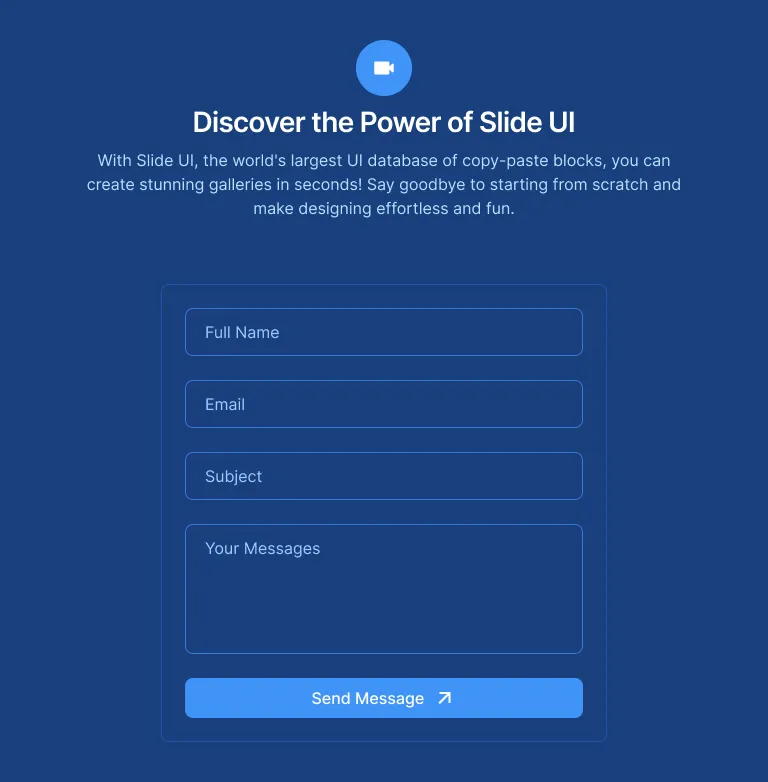 Discover the Power of Slide UI
With Slide UI, the world's largest UI database of copy-paste blocks, you can
create stunning galleries in seconds! Say goodbye to starting from scratch and
make designing effortless and fun.
Full Name
Email
Subject
Your Messages
Send Message